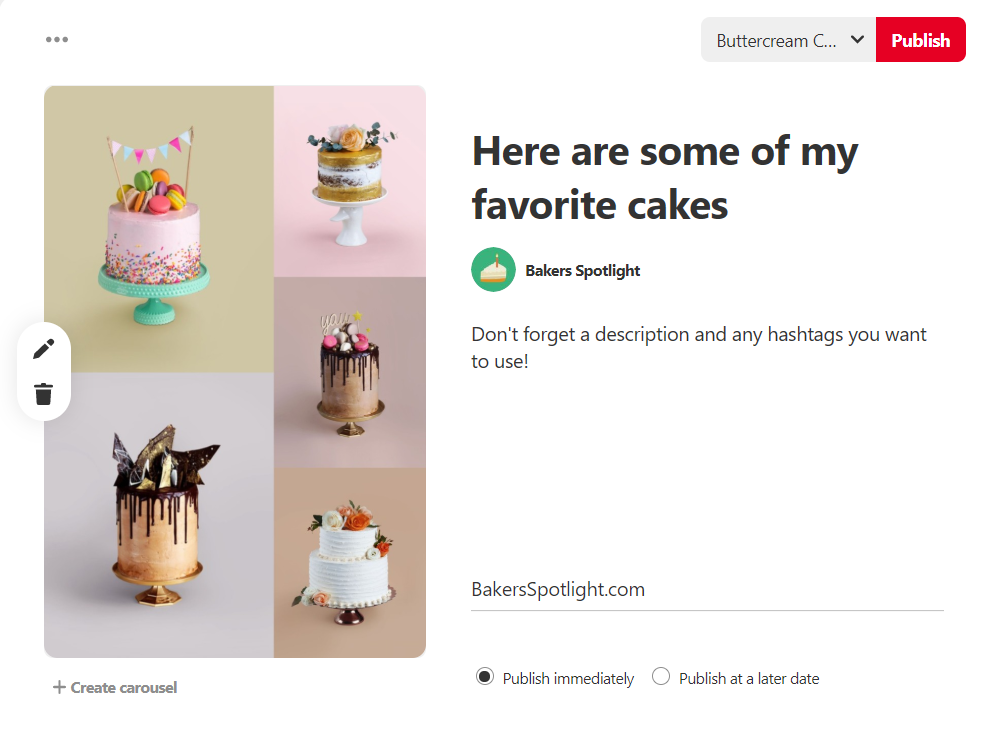 Buttercream C...
Publish
Here are some of my
favorite cakes
Bakers Spotlight
Don't forget a description and any hashtags you want
to use!
you
BakersSpotlight.com
Publish immediately
Publish at a later date
Create carousel